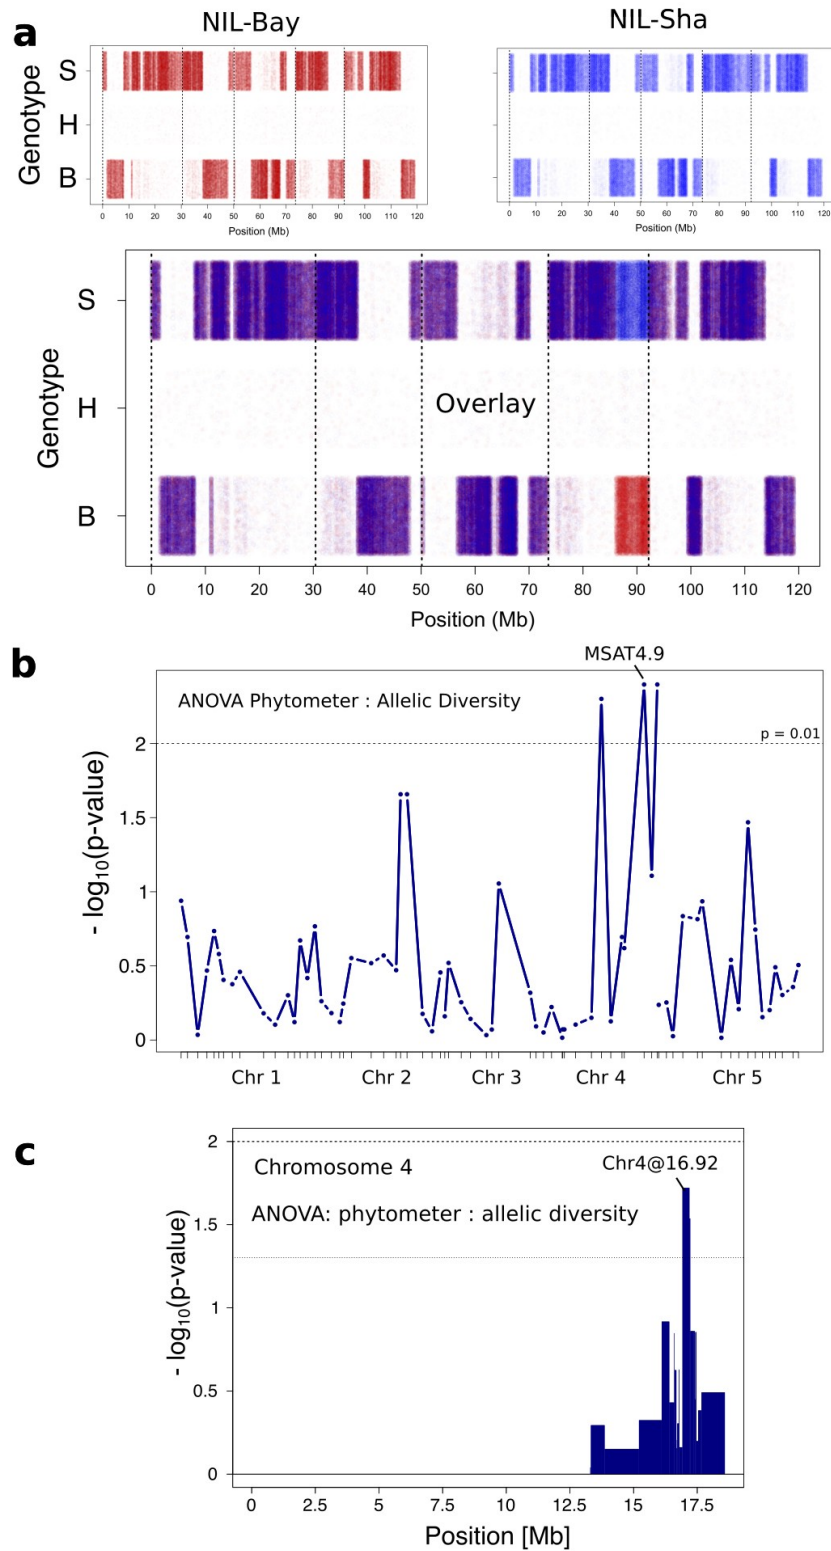 a
NIL-Bay
NIL-Sha
Genotype
S
H
B
0 10 20 30 40 50 60 70 80 90 100 110 120
Position (Mb)
0 10 20 30 40 50 60 70 80 90 100 110 120
Position (Mb)
Genotype
S
H
B
Overlay
0 10 20 30 40 50 60 70 80 90 100 110 120
Position (Mb)
b
MSAT4.9
ANOVA Phytometer : Allelic Diversity
p = 0.01
- log10(p-value)
2
1.5
1
0.5
0
Chr 1 Chr 2 Chr 3 Chr 4 Chr 5
c
Chromosome 4
Chr4@16.92
ANOVA: phytometer : allelic diversity
- log10(p-value)
2
1.5
1
0.5
0
0 2.5 5 7.5 10 12.5 15 17.5
Position [Mb]